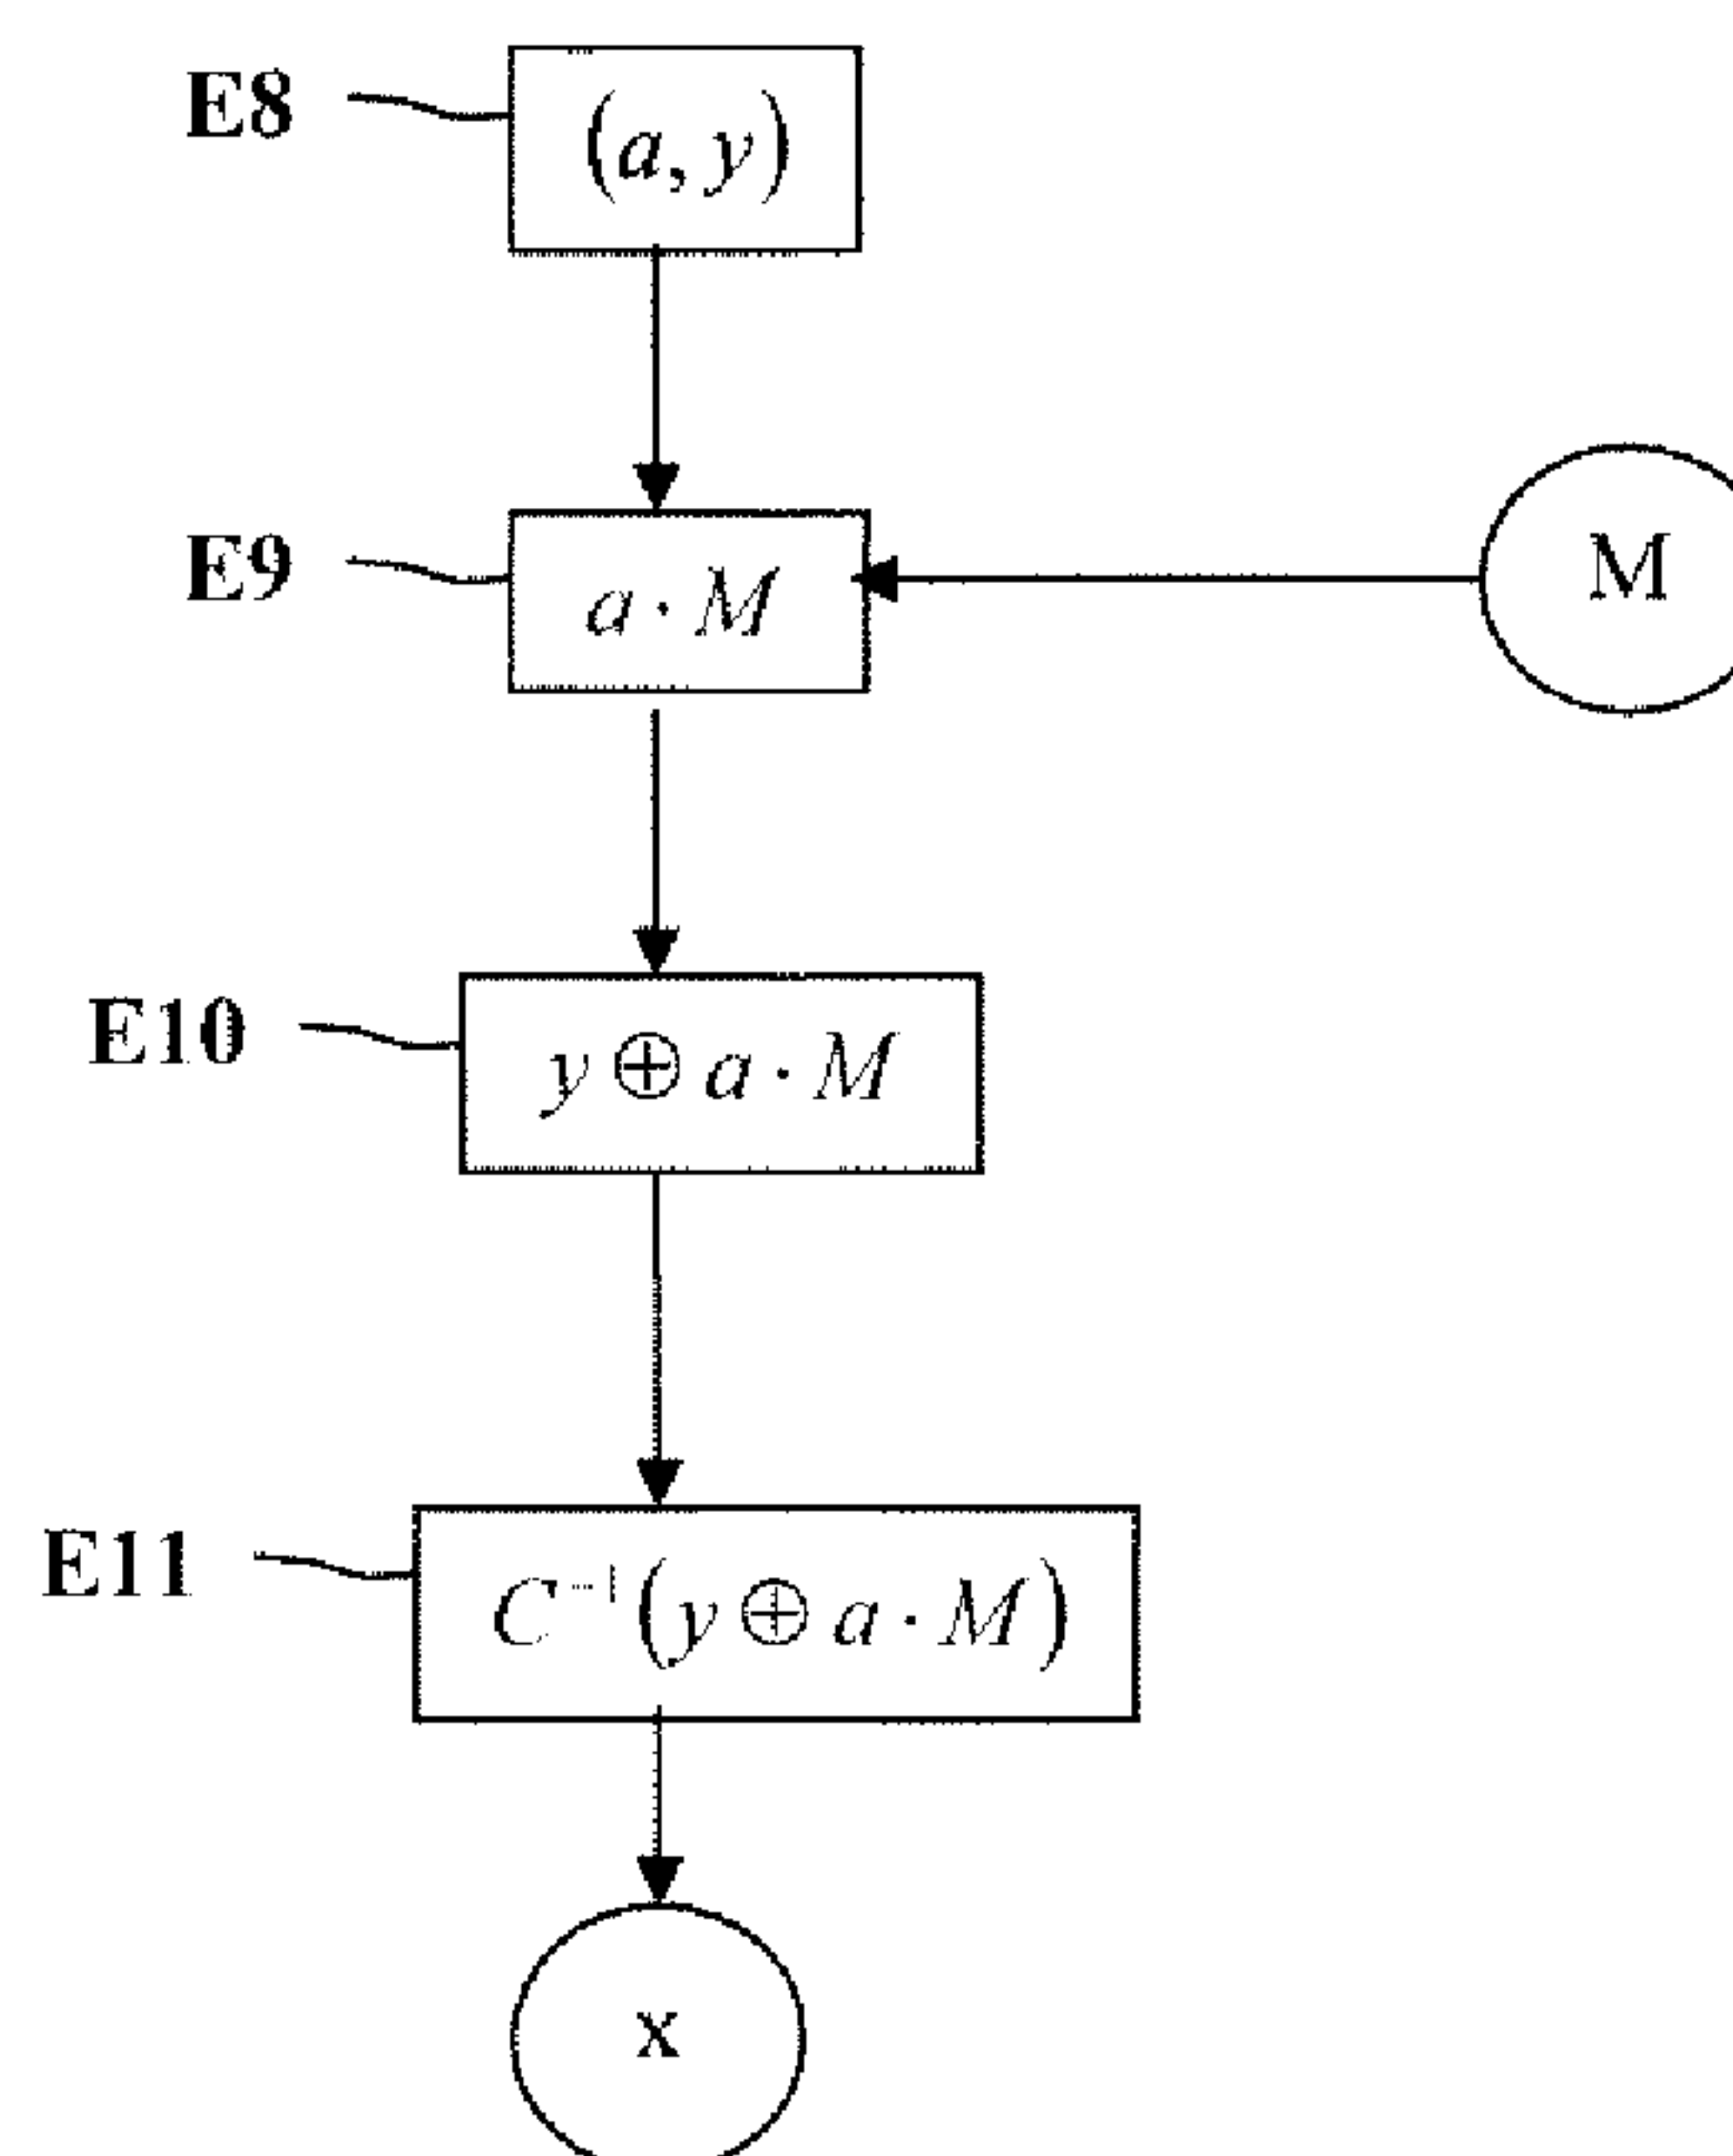 E8
(a, y)
E9
a · M
M
E10
y ⊕ a · M
E11
C⁻¹(y ⊕ a · M)
x